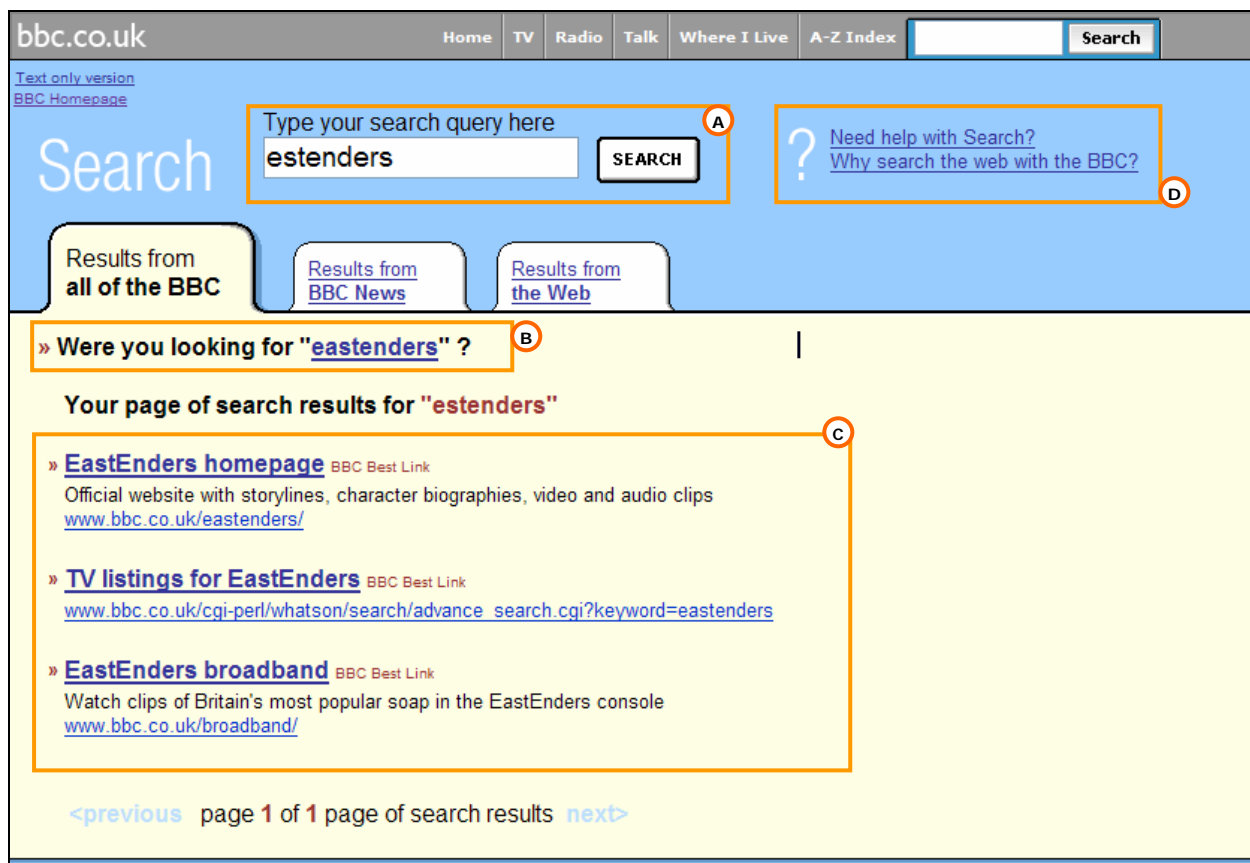 bbc.co.uk Home TV Radio Talk Where I Live A-Z Index Search
Text only version
BBC Homepage
Search
Type your search query here A
estenders SEARCH
? Need help with Search?
Why search the web with the BBC?
D
Results from
all of the BBC
Results from
BBC News
Results from
the Web
» Were you looking for "eastenders" ? B
Your page of search results for "estenders"
C
» EastEnders homepage BBC Best Link
Official website with storylines, character biographies, video and audio clips
www.bbc.co.uk/eastenders/
» TV listings for EastEnders BBC Best Link
www.bbc.co.uk/cgi-perl/whatson/search/advance_search.cgi?keyword=eastenders
» EastEnders broadband BBC Best Link
Watch clips of Britain's most popular soap in the EastEnders console
www.bbc.co.uk/broadband/
<previous page 1 of 1 page of search results next>